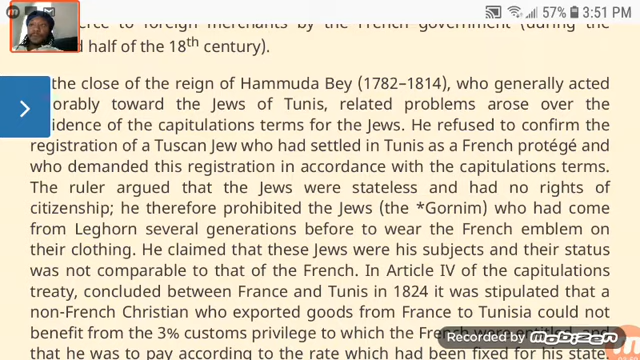 57% 3:51 PM
to foreign merchants by the French government (during the
half of the 18th century).
the close of the reign of Hammuda Bey (1782–1814), who generally acted
orably toward the Jews of Tunis, related problems arose over the
idence of the capitulations terms for the Jews. He refused to confirm the
registration of a Tuscan Jew who had settled in Tunis as a French protégé and
who demanded this registration in accordance with the capitulations terms.
The ruler argued that the Jews were stateless and had no rights of
citizenship; he therefore prohibited the Jews (the *Gornim) who had come
from Leghorn several generations before to wear the French emblem on
their clothing. He claimed that these Jews were his subjects and their status
was not comparable to that of the French. In Article IV of the capitulations
treaty, concluded between France and Tunis in 1824 it was stipulated that a
non-French Christian who exported goods from France to Tunisia could not
benefit from the 3% customs privilege to which the French were entitled, and
that he was to pay according to the rate which had been fixed for his state
Recorded by MOBIZEN